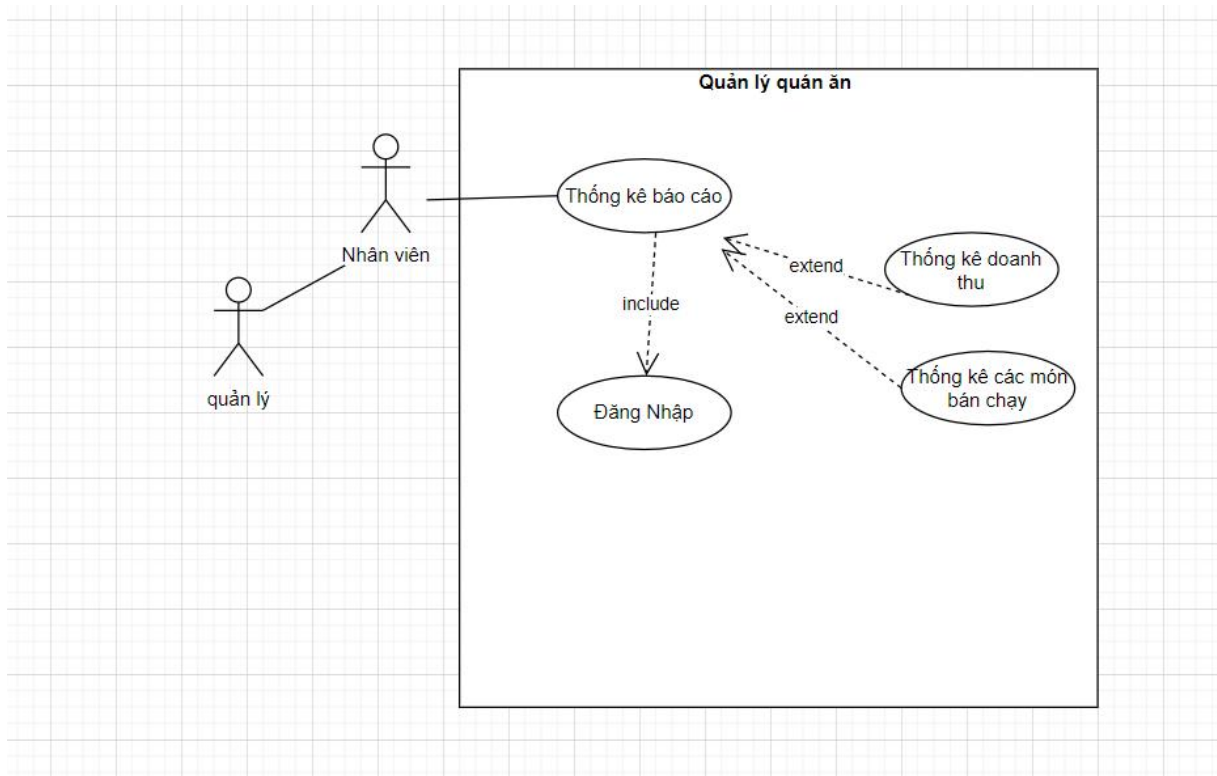 Quản lý quán ăn
Thống kê báo cáo
Nhân viên
Thống kê doanh
thu
extend
include
extend
Thống kê các món
bán chạy
quản lý
Đăng Nhập